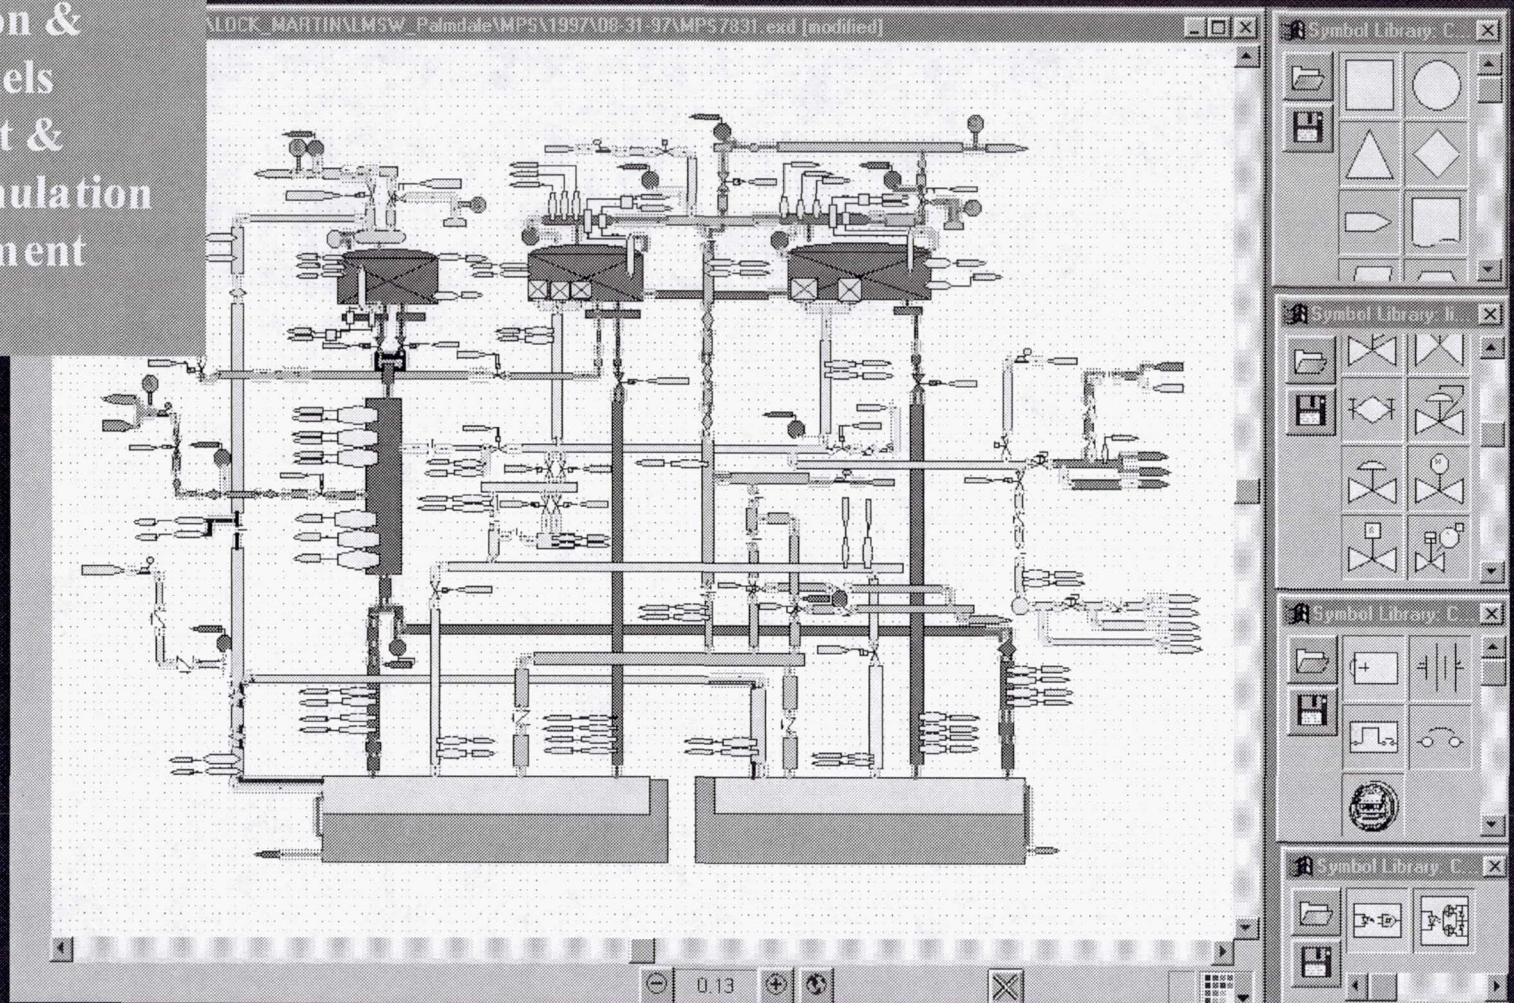 on &
els
t &
nulation
ment
\LOCK_MARTIN\LMSW_Palmdale\MPS\1997\08-31-97\MPS7831.exd [modified]
Symbol Library: C...
Symbol Library: li...
Symbol Library: C...
Symbol Library: C...
0.13